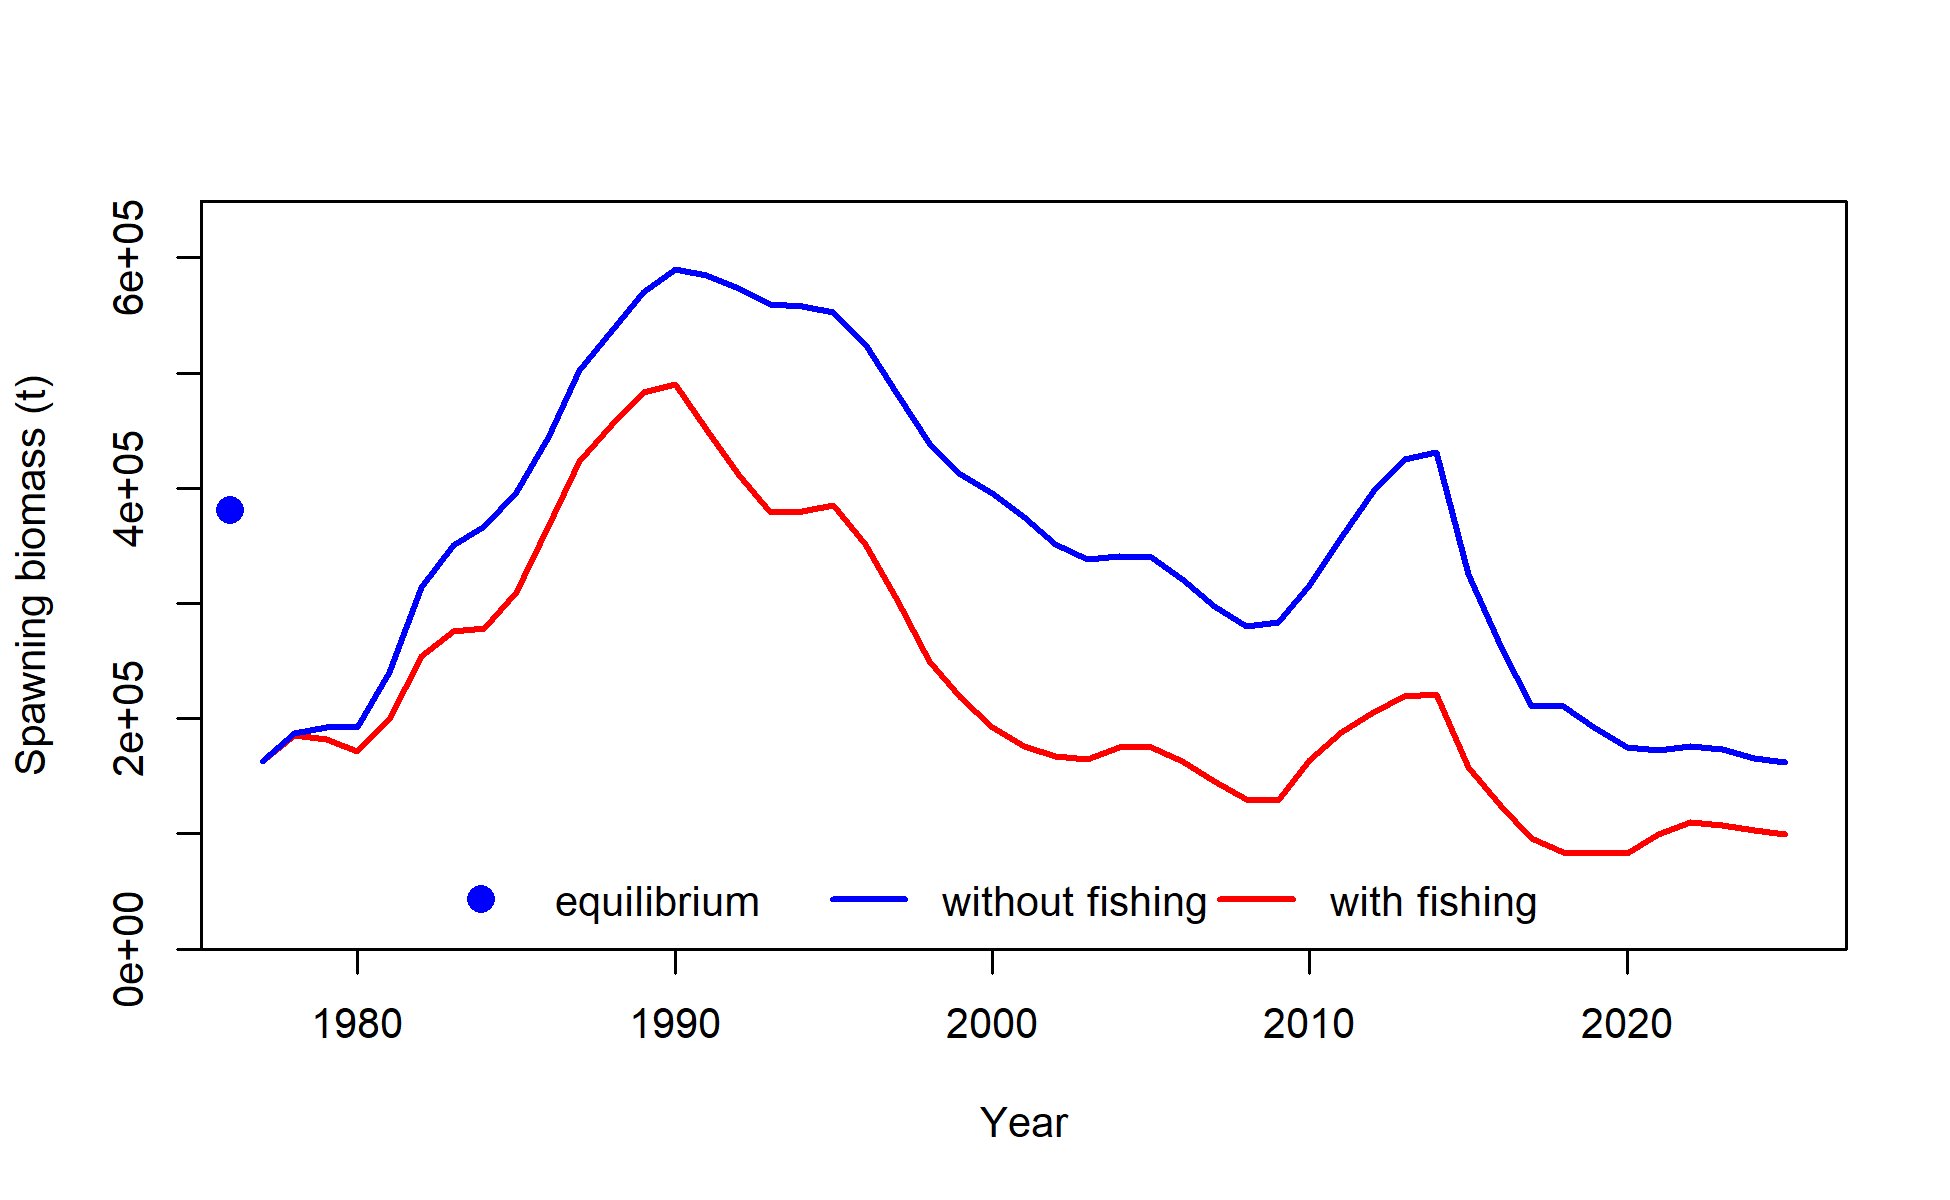 Spawning biomass (t)
6e+05
4e+05
2e+05
0e+00
equilibrium without fishing with fishing
1980 1990 2000 2010 2020
Year